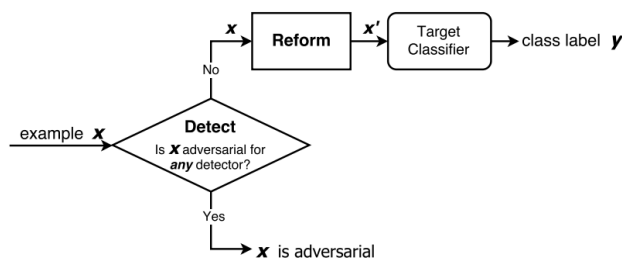 x
Reform
x'
Target
Classifier
class label y
No
example x
Detect
Is x adversarial for
any detector?
Yes
x is adversarial